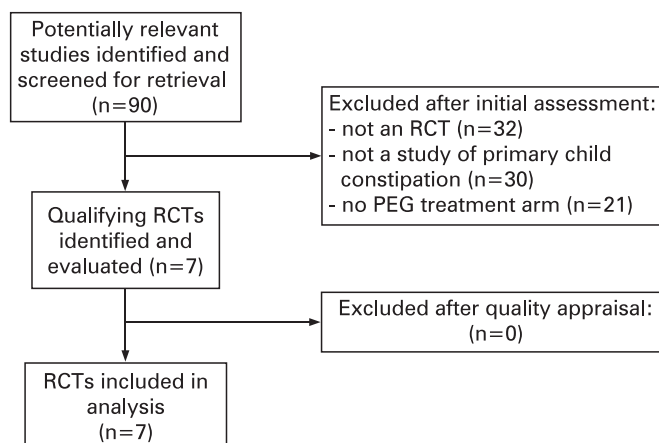 Potentially relevant
studies identified and
screened for retrieval
(n=90)
Excluded after initial assessment:
- not an RCT (n=32)
- not a study of primary child
constipation (n=30)
- no PEG treatment arm (n=21)
Qualifying RCTs
identified and
evaluated (n=7)
Excluded after quality appraisal:
(n=0)
RCTs included in
analysis
(n=7)